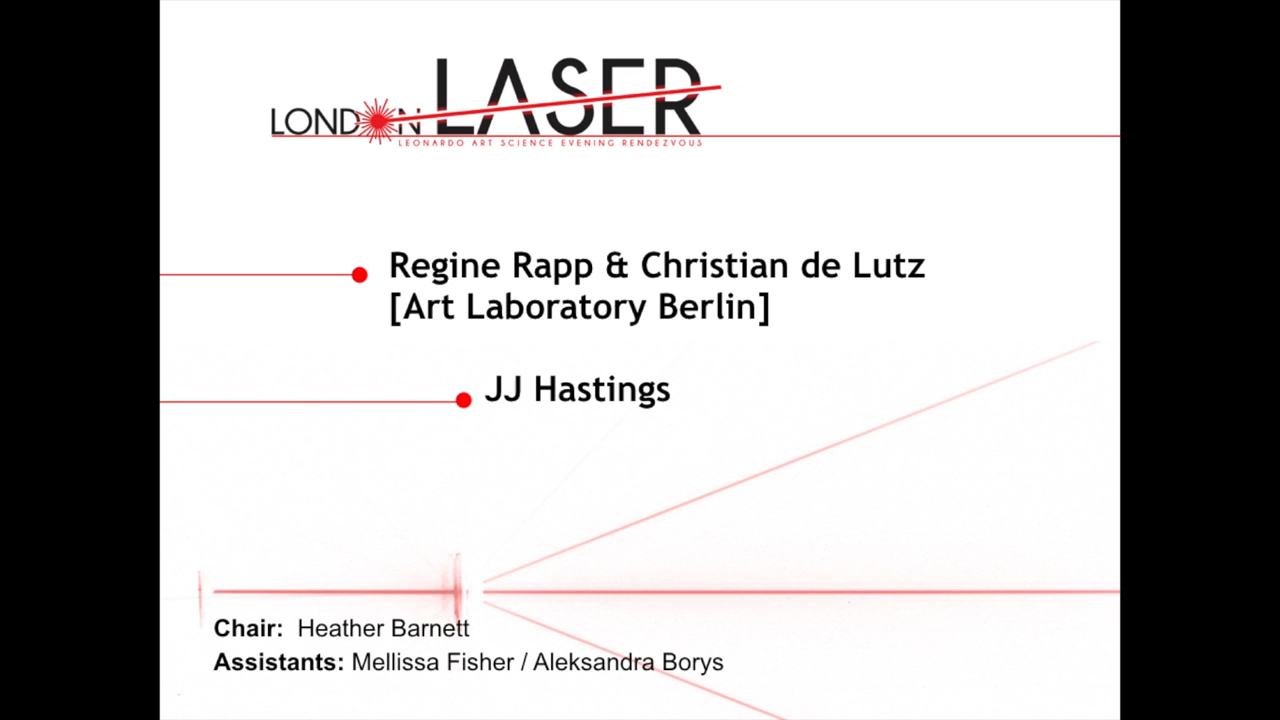 LONDON LASER
LEONARDO ART SCIENCE EVENING RENDEZVOUS
Regine Rapp & Christian de Lutz
[Art Laboratory Berlin]
JJ Hastings
Chair: Heather Barnett
Assistants: Mellissa Fisher / Aleksandra Borys